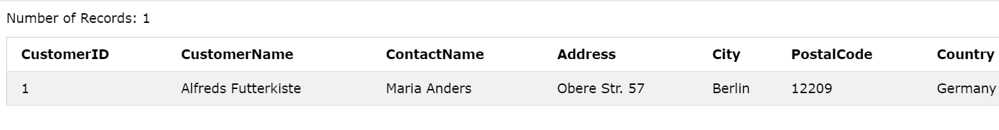 Number of Records: 1
CustomerID CustomerName ContactName Address City PostalCode Country
1 Alfreds Futterkiste Maria Anders Obere Str. 57 Berlin 12209 Germany